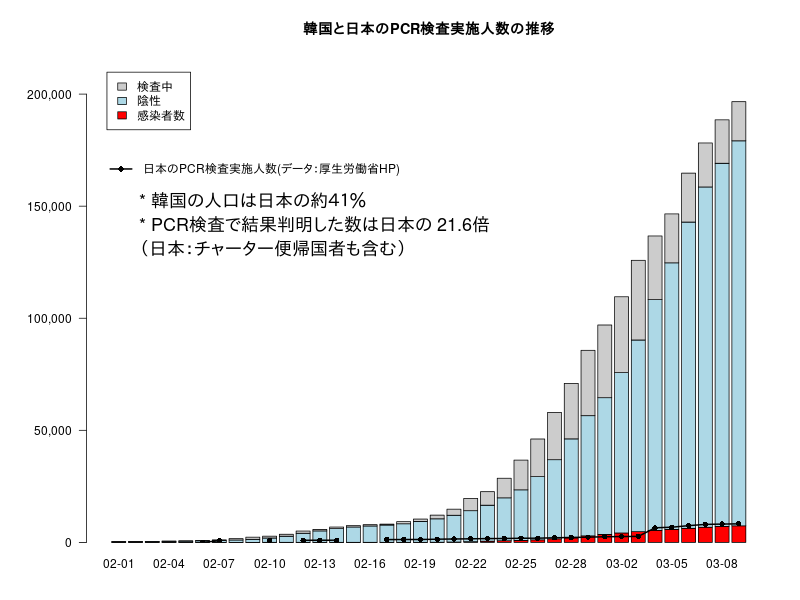 韓国と日本のPCR検査実施人数の推移
200,000
150,000
100,000
50,000
0
検査中
陰性
感染者数
日本のPCR検査実施人数(データ：厚生労働省HP)
* 韓国の人口は日本の約41％
* PCR検査で結果判明した数は日本の 21.6倍
（日本：チャーター便帰国者も含む）
02-01 02-04 02-07 02-10 02-13 02-16 02-19 02-22 02-25 02-28 03-02 03-05 03-08